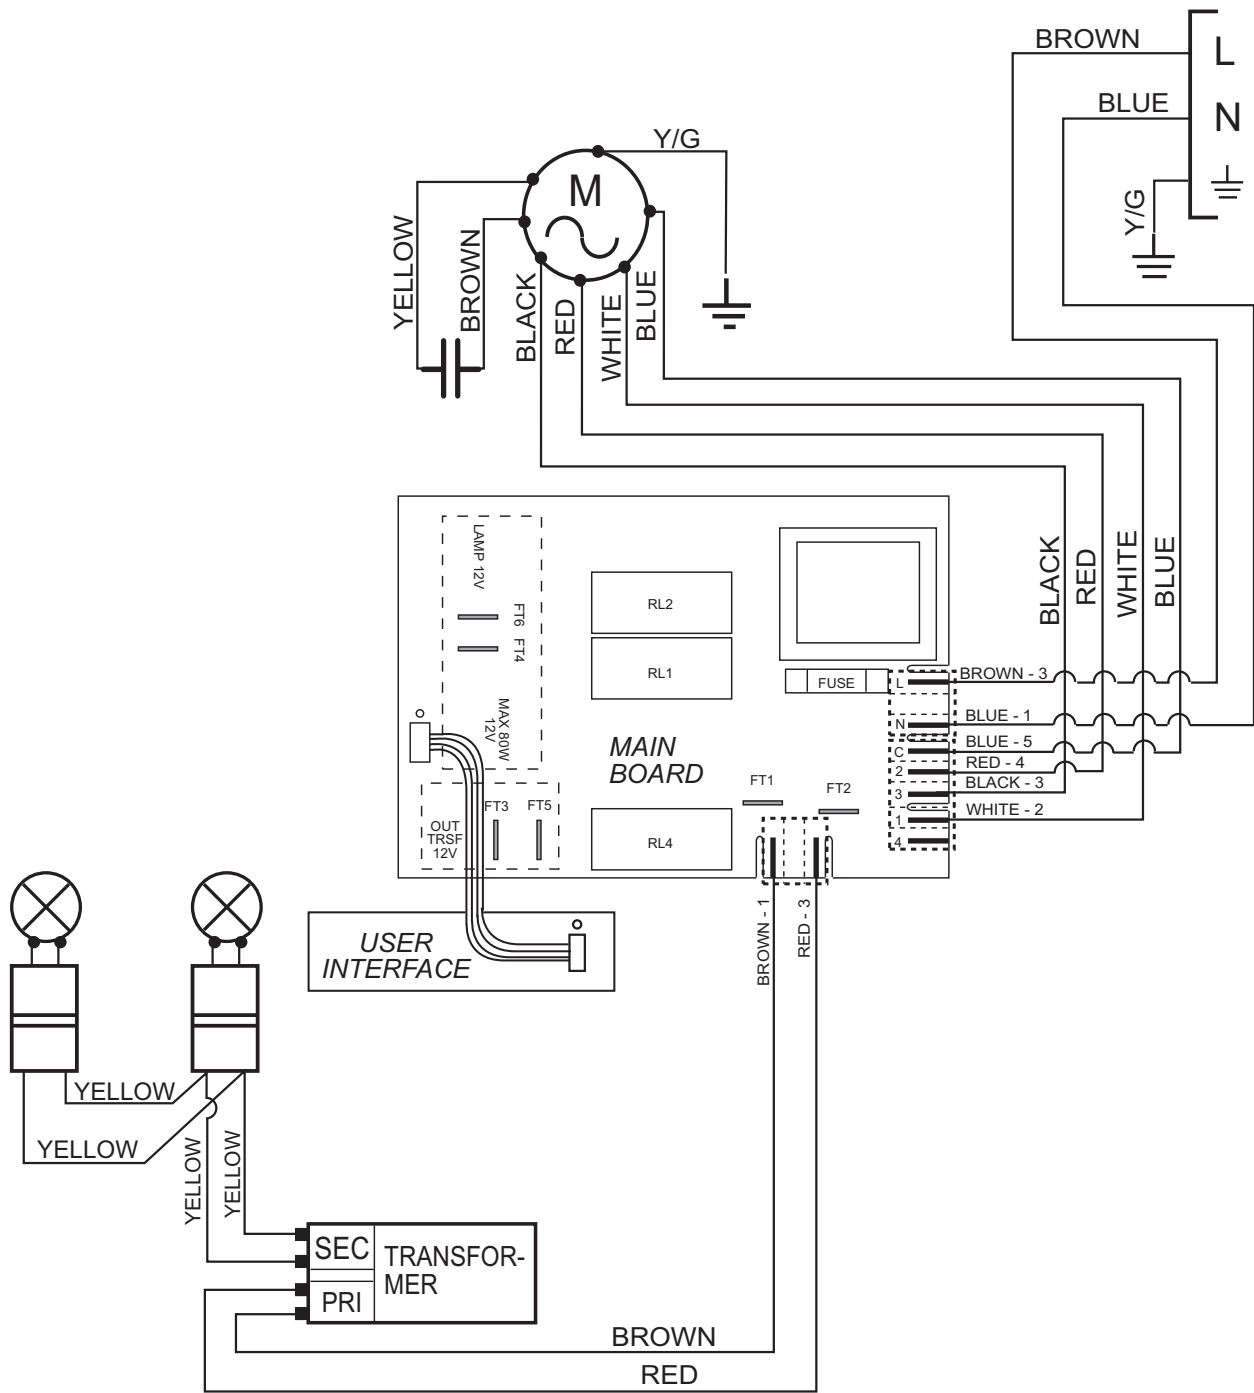 BROWN
L
BLUE
N
Y/G
Y/G
M
YELLOW
BROWN
BLACK
RED
WHITE
BLUE
BLACK
RED
WHITE
BLUE
LAMP 12V
FT6
FT4
MAX 80W
12V
RL2
RL1
FUSE
L
N
C
2
3
1
4
BROWN - 3
BLUE - 1
BLUE - 5
RED - 4
BLACK - 3
WHITE - 2
MAIN
BOARD
FT1
FT2
FT3
FT5
OUT
TRSF
12V
RL4
USER
INTERFACE
BROWN - 1
RED - 3
YELLOW
YELLOW
YELLOW
YELLOW
SEC
PRI
TRANSFOR-
MER
BROWN
RED